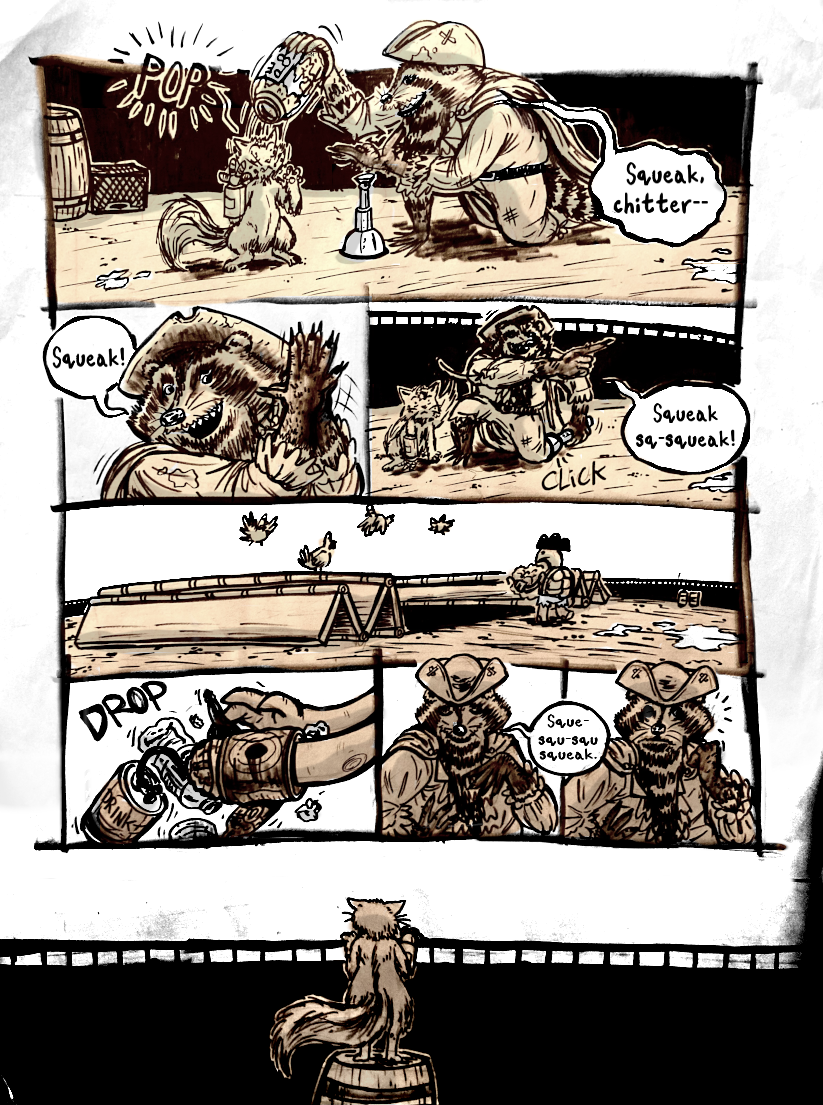 POP
Squeak,
chitter--
Squeak!
Squeak
sq-squeak!
CLiCK
DROP
DRINK
Sque-
squ-squ
squeak.